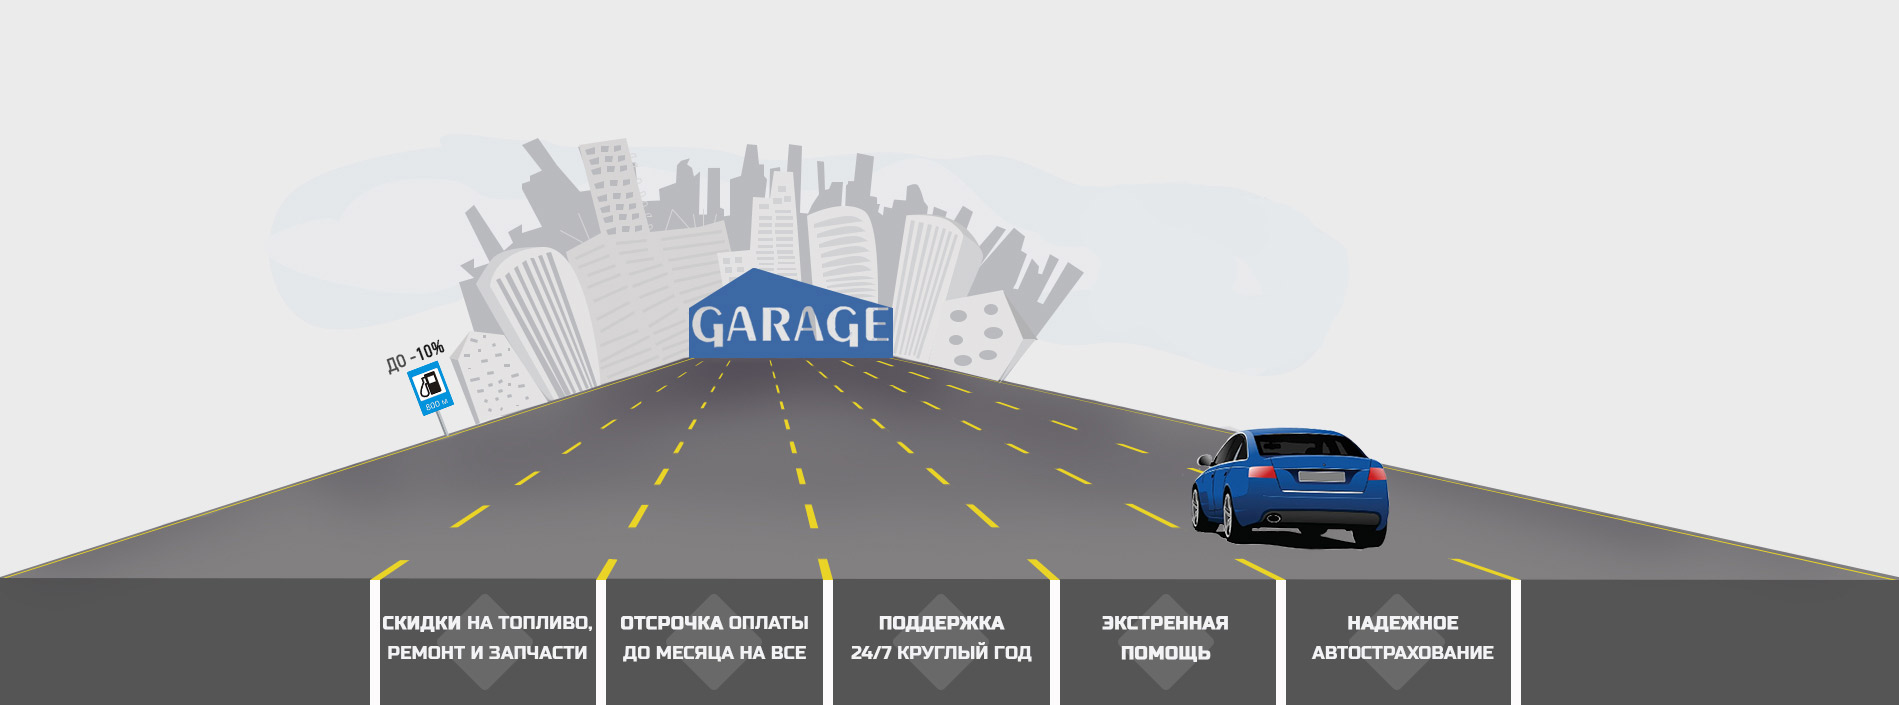 GARAGE
ДО -10%
800 м
СКИДКИ НА ТОПЛИВО,
РЕМОНТ И ЗАПЧАСТИ
ОТСРОЧКА ОПЛАТЫ
ДО МЕСЯЦА НА ВСЕ
ПОДДЕРЖКА
24/7 КРУГЛЫЙ ГОД
ЭКСТРЕННАЯ
ПОМОЩЬ
НАДЕЖНОЕ
АВТОСТРАХОВАНИЕ